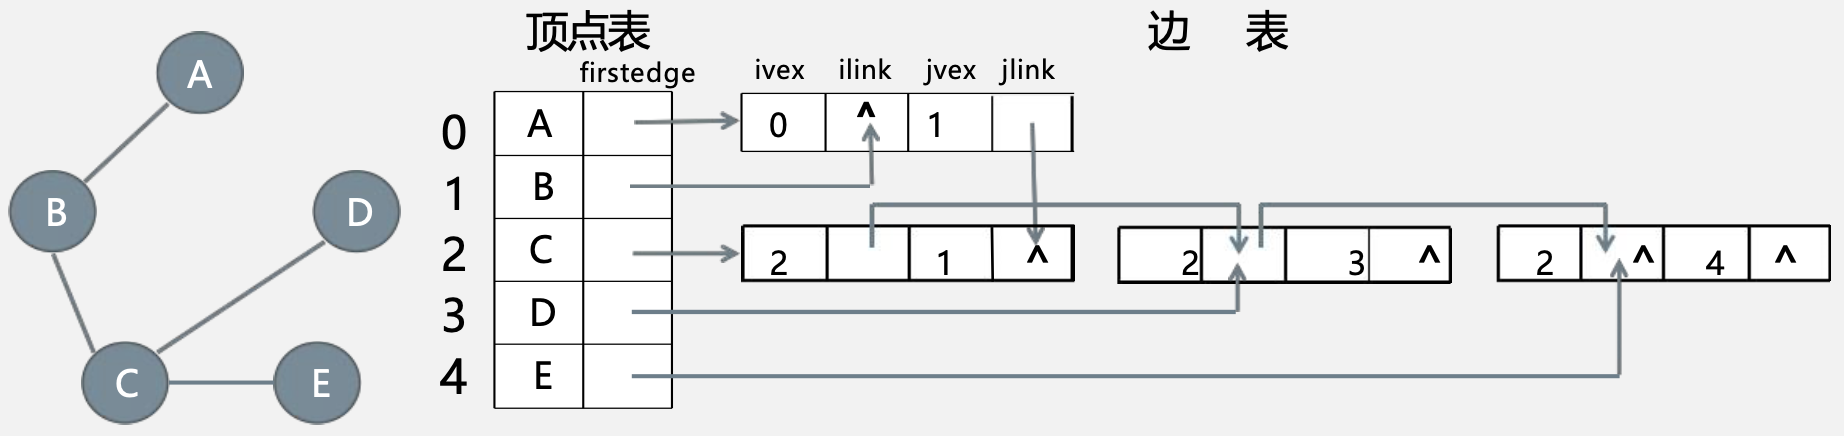 顶点表
边 表
firstedge
ivex ilink jvex jlink
A
B
D
C
E
0 A
1 B
2 C
3 D
4 E
0 ^ 1
2 1 ^
2 3 ^
2 ^ 4 ^